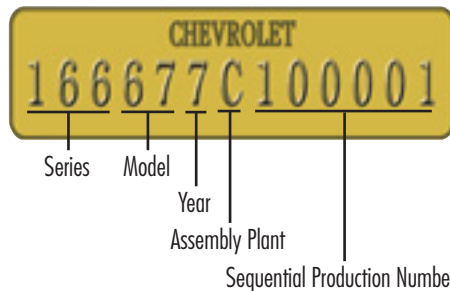 CHEVROLET
166677C100001
Series
Model
Year
Assembly Plant
Sequential Production Numbe